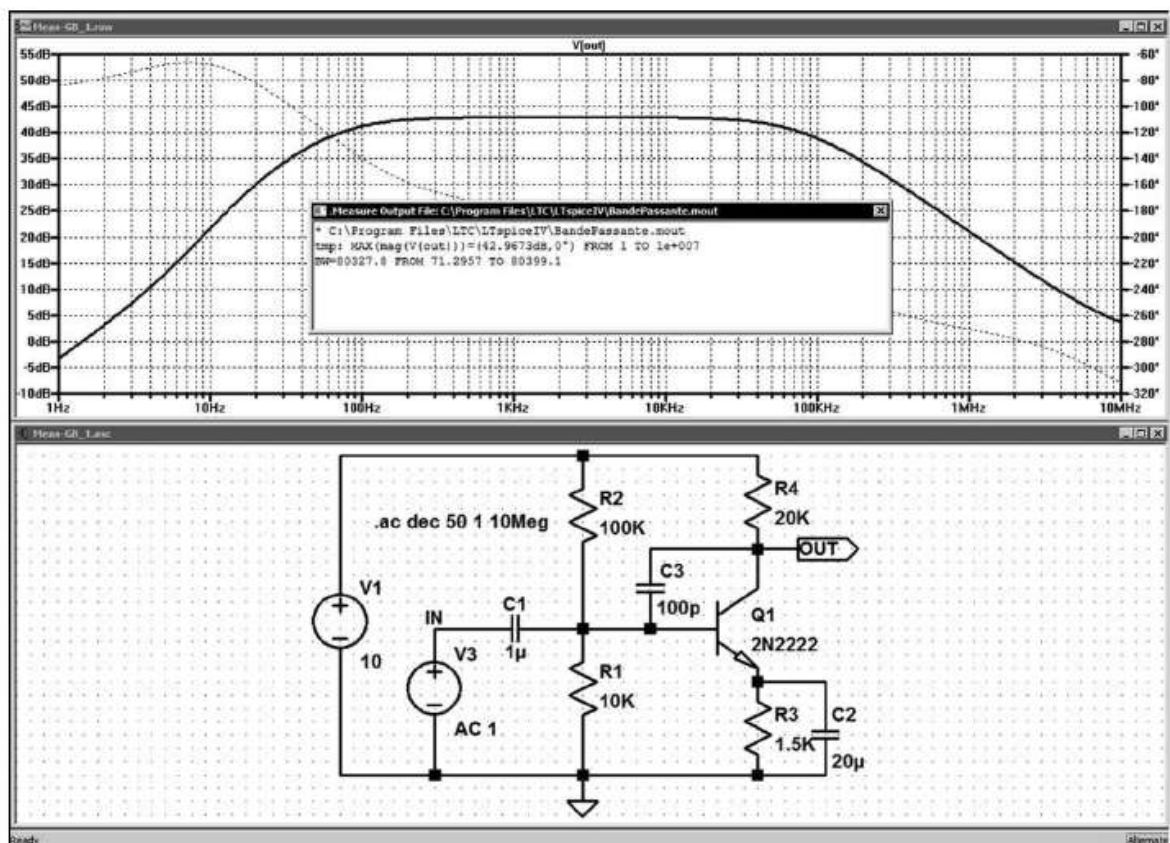 Meas-GB_1.raw
V(out)
55dB
50dB
45dB
40dB
35dB
30dB
25dB
20dB
15dB
10dB
5dB
0dB
-5dB
-10dB
-60°
-80°
-100°
-120°
-140°
-160°
-180°
-200°
-220°
-240°
-260°
-280°
-300°
-320°
1Hz
10Hz
100Hz
1KHz
10KHz
100KHz
1MHz
10MHz
.Measure Output File: C:\Program Files\LTC\LTspiceIV\BandePassante.mout
* C:\Program Files\LTC\LTspiceIV\BandePassante.mout
tmp: MAX(mag(V(out)))=(42.9673dB,0°) FROM 1 TO 1e+007
BW=80327.8 FROM 71.2957 TO 80399.1
Meas-GB_1.asc
.ac dec 50 1 10Meg
R2
100K
R4
20K
OUT
C3
100p
V1
10
IN
C1
1µ
V3
AC 1
Q1
2N2222
R1
10K
R3
1.5K
C2
20µ
Ready
Alternate